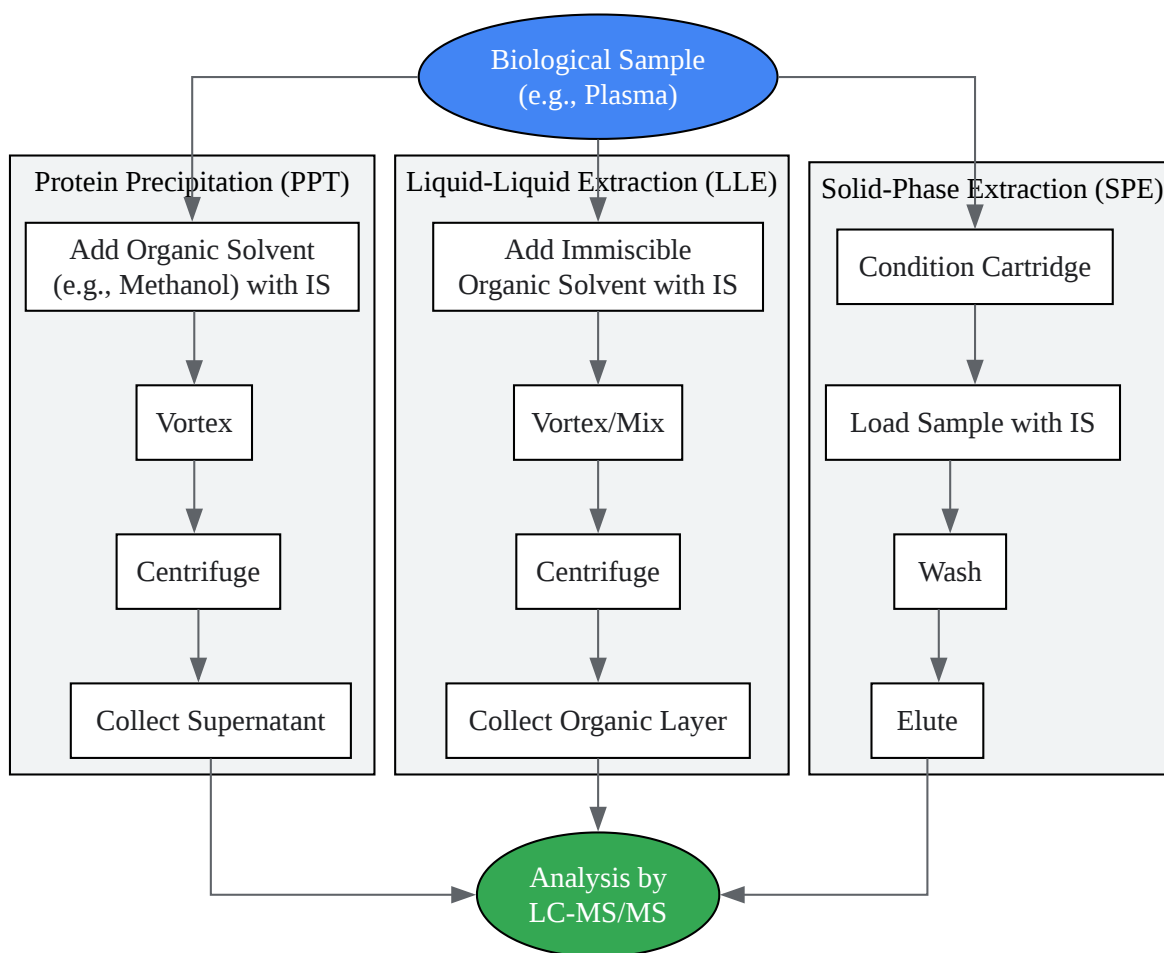 Biological Sample
(e.g., Plasma)
Protein Precipitation (PPT)
Add Organic Solvent
(e.g., Methanol) with IS
Vortex
Centrifuge
Collect Supernatant
Liquid-Liquid Extraction (LLE)
Add Immiscible
Organic Solvent with IS
Vortex/Mix
Centrifuge
Collect Organic Layer
Solid-Phase Extraction (SPE)
Condition Cartridge
Load Sample with IS
Wash
Elute
Analysis by
LC-MS/MS